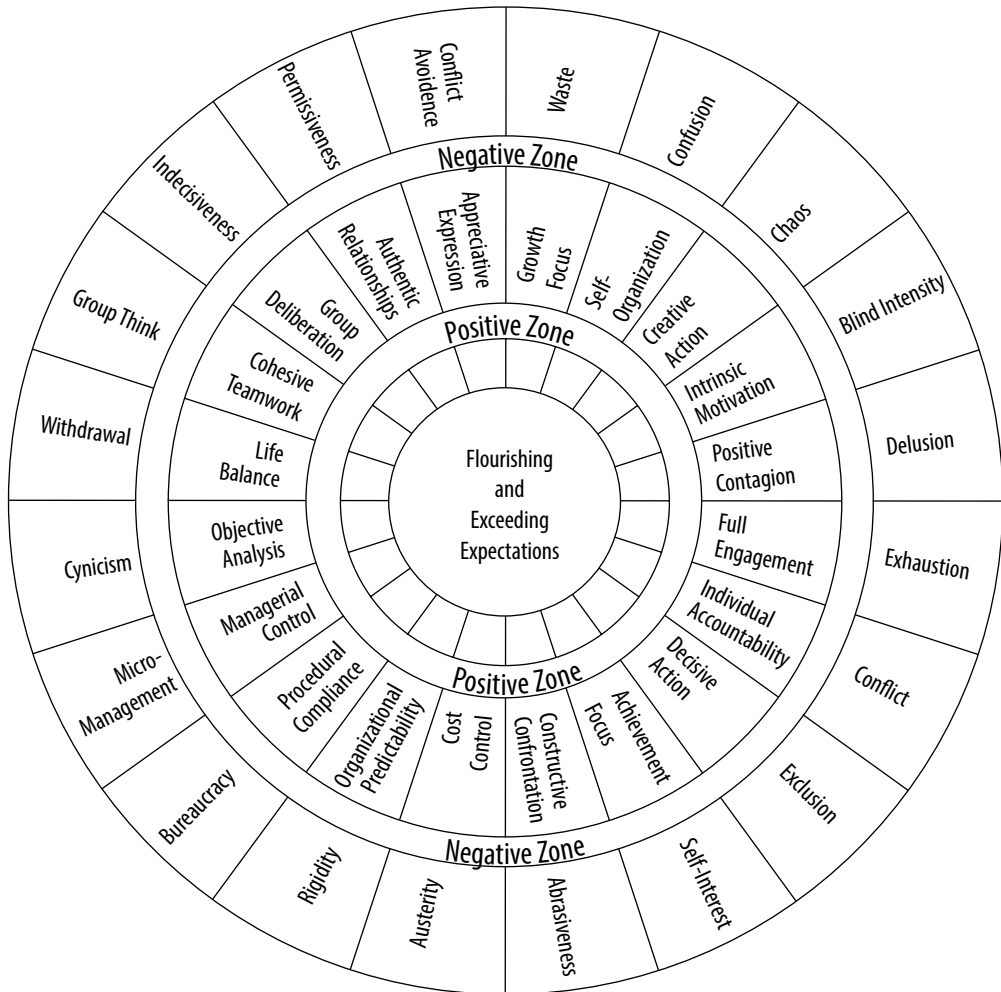 Waste
Confusion
Chaos
Blind Intensity
Delusion
Exhaustion
Conflict
Exclusion
Self-Interest
Abrasiveness
Austerity
Rigidity
Bureaucracy
Micro-
Management
Cynicism
Withdrawal
Group Think
Indecisiveness
Permissiveness
Conflict
Avoidence
Negative Zone
Growth
Focus
Self-
Organization
Creative
Action
Intrinsic
Motivation
Positive
Contagion
Full
Engagement
Individual
Accountability
Decisive
Action
Achievement
Focus
Constructive
Confrontation
Cost
Control
Organizational
Predictability
Procedural
Compliance
Managerial
Control
Objective
Analysis
Life
Balance
Cohesive
Teamwork
Group
Deliberation
Authentic
Relationships
Appreciative
Expression
Positive Zone
Flourishing
and
Exceeding
Expectations
Positive Zone
Negative Zone